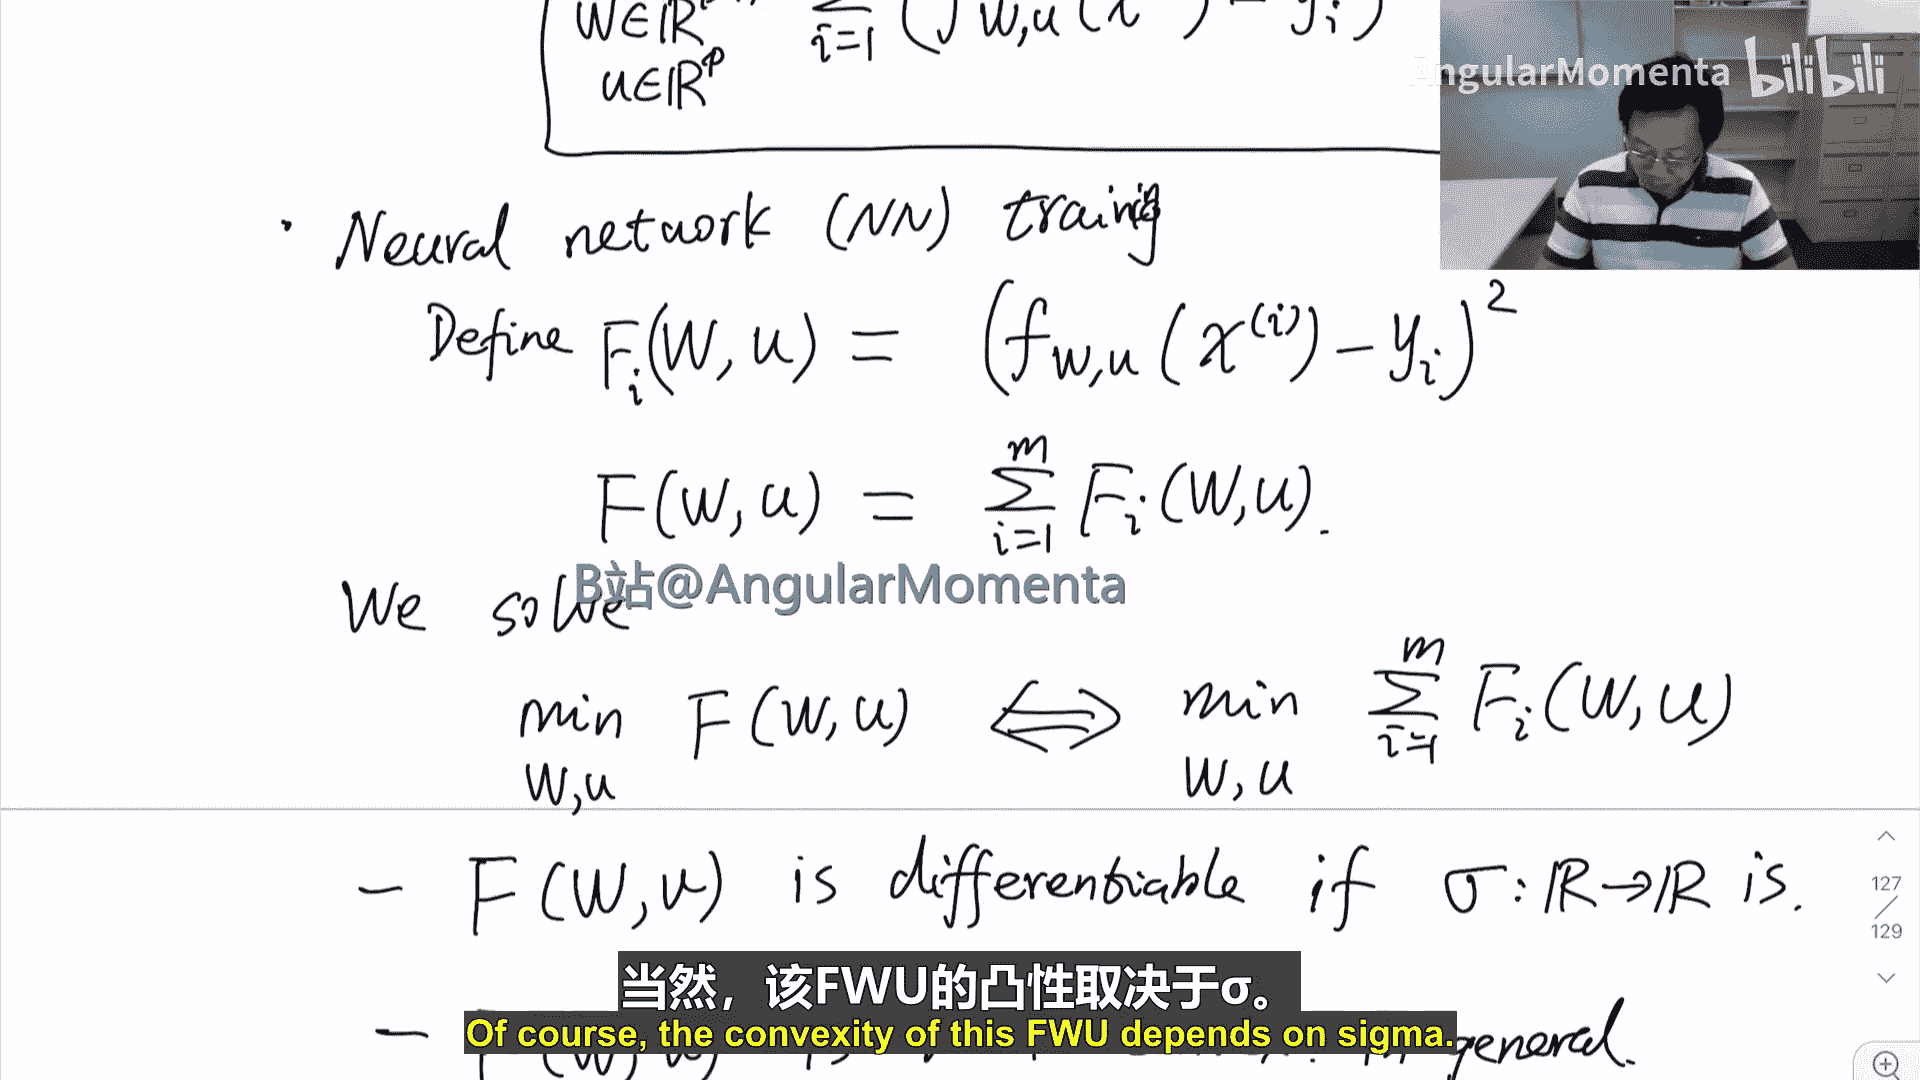 W∈ℝ
u∈ℝᵖ
∑ i=1 (f W,u (x ) - y i )
AngularMomenta bilibili
· Neural network (NN) training
Define F_i(W, u) = (f_{W,u}(x^{(i)}) - y_i)^2
F(W, u) = ∑_{i=1}^{m} F_i(W,u).
B站@AngularMomenta
We solve
min_{W,u} F(W,u) ⟺ min_{W,u} ∑_{i=1}^{m} F_i(W,u)
- F(W,u) is differentiable if σ:ℝ→ℝ is.
127
/
129
当然，该FWU的凸性取决于σ。
Of course, the convexity of this FWU depends on sigma.
- general.